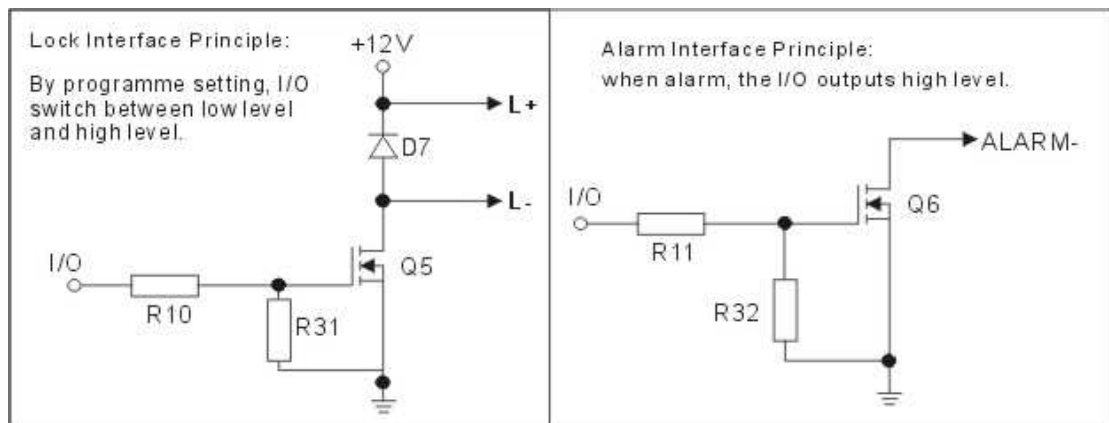 Lock Interface Principle:
By programme setting, I/O
switch between low level
and high level.
+12V
L+
D7
L-
I/O
Q5
R10
R31
Alarm Interface Principle:
when alarm, the I/O outputs high level.
ALARM-
I/O
Q6
R11
R32